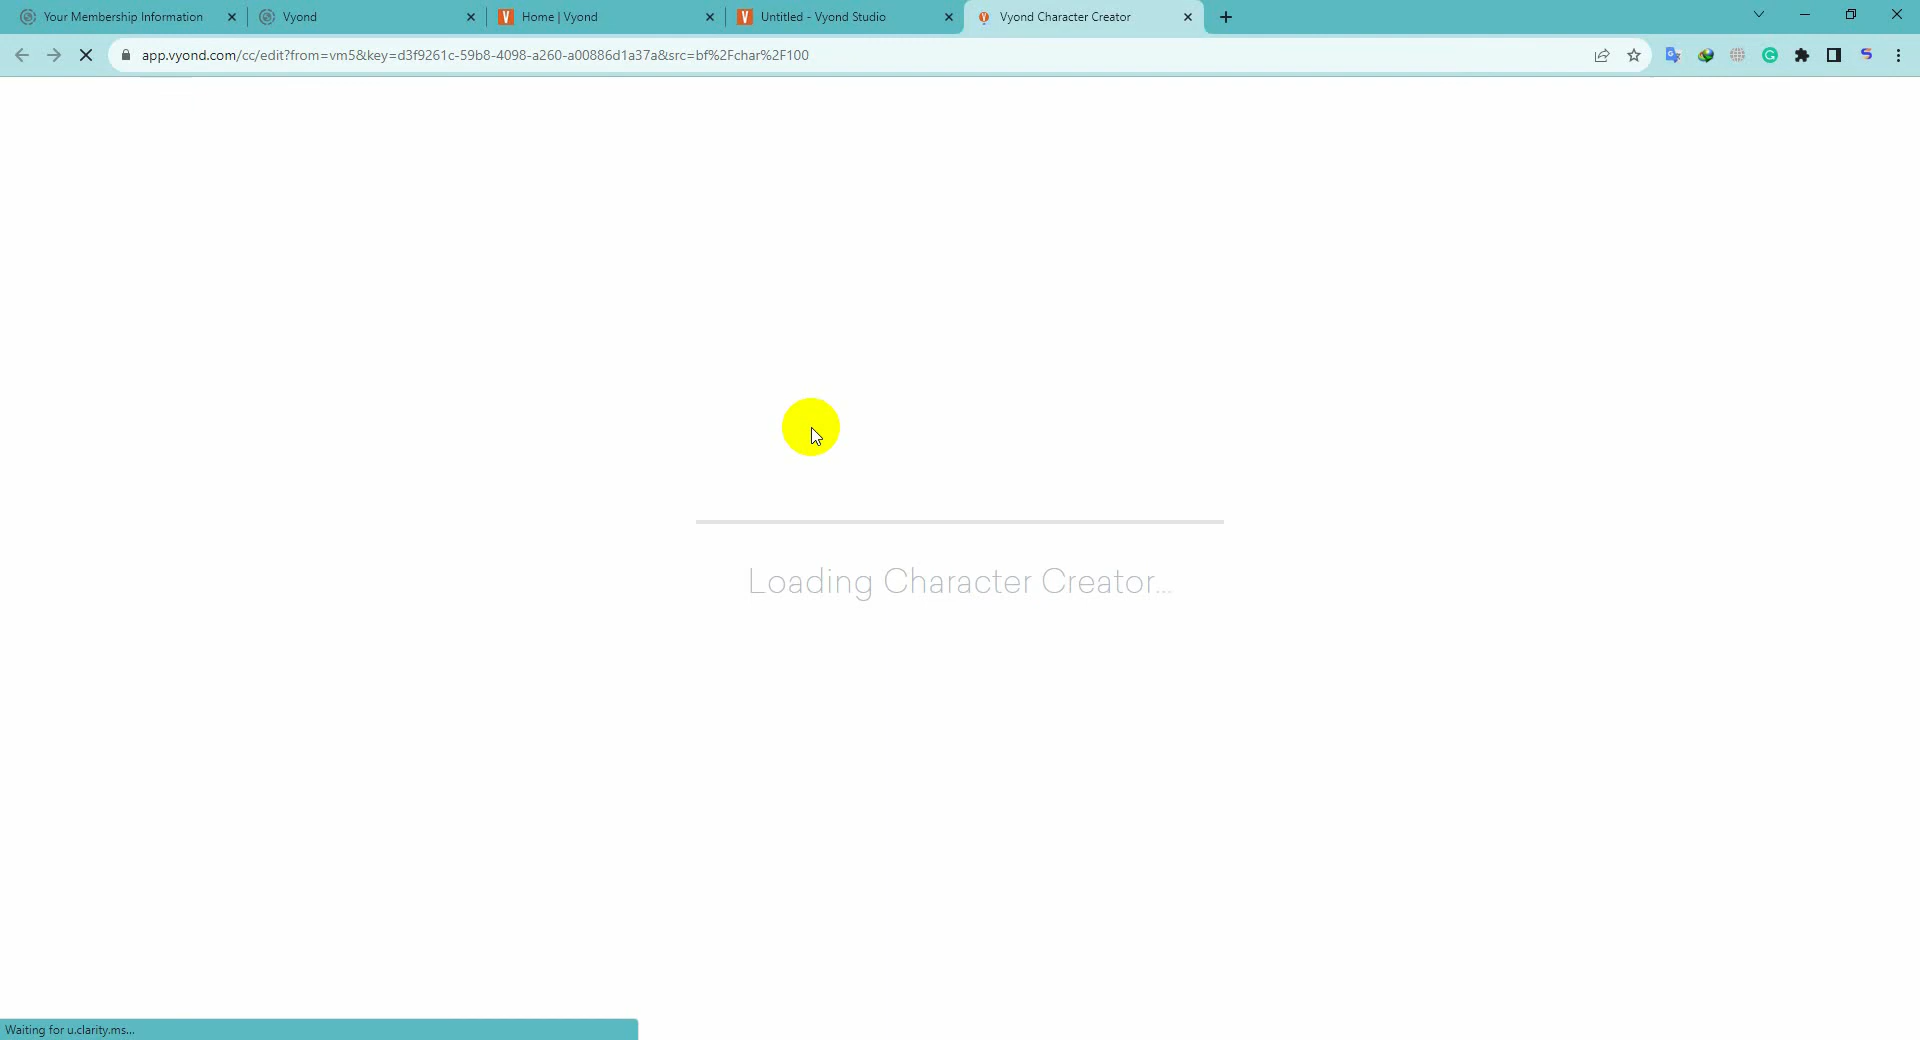 Your Membership Information
Vyond
Home | Vyond
Untitled - Vyond Studio
Vyond Character Creator
app.vyond.com/cc/edit?from=vm5&key=d3f9261c-59b8-4098-a260-a00886d1a37a&src=bf%2Fchar%2F100
Loading Character Creator...
Waiting for u.clarity.ms...